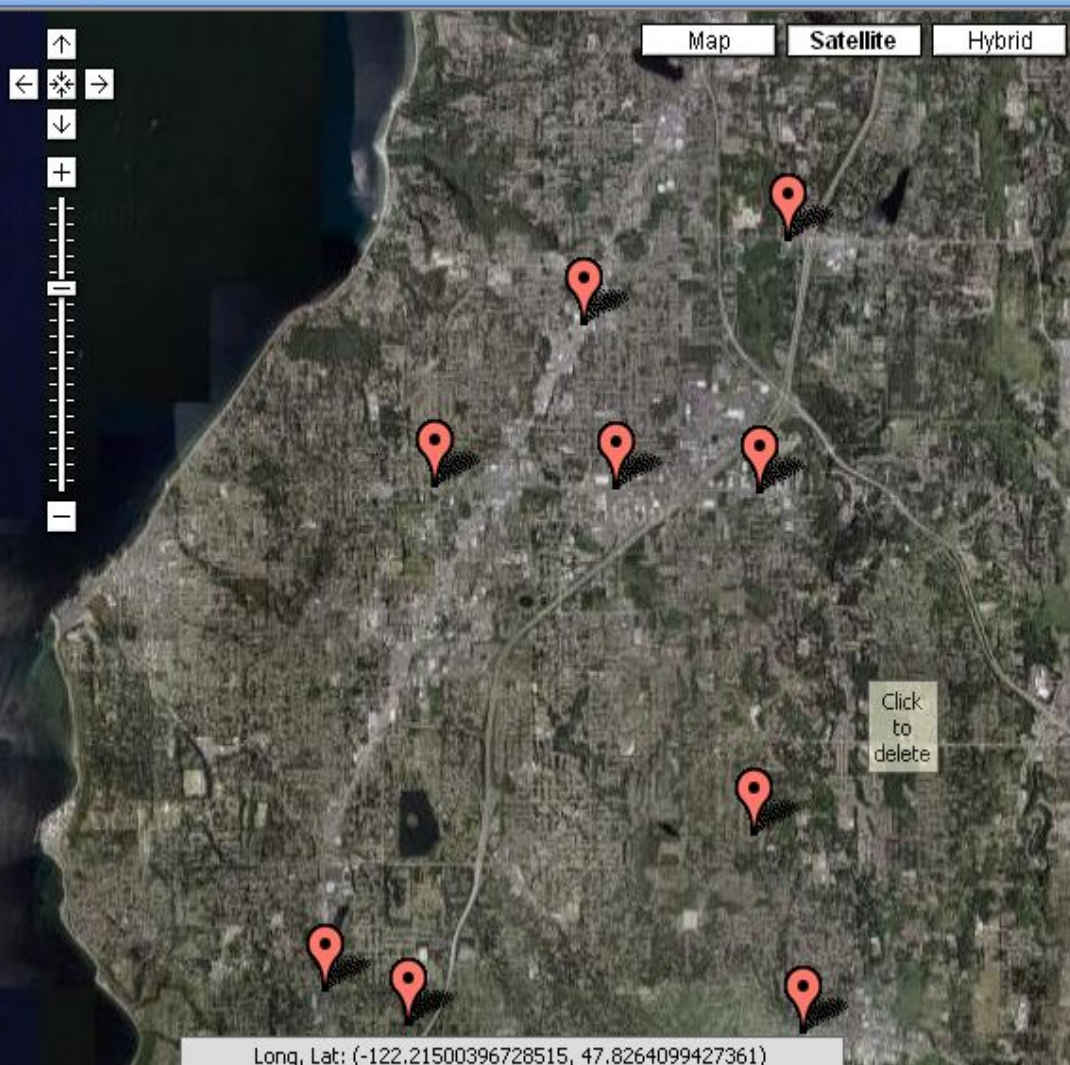 Map Satellite Hybrid
Click
to
delete
Long, Lat: (-122.21500396728515, 47.8264099427361)